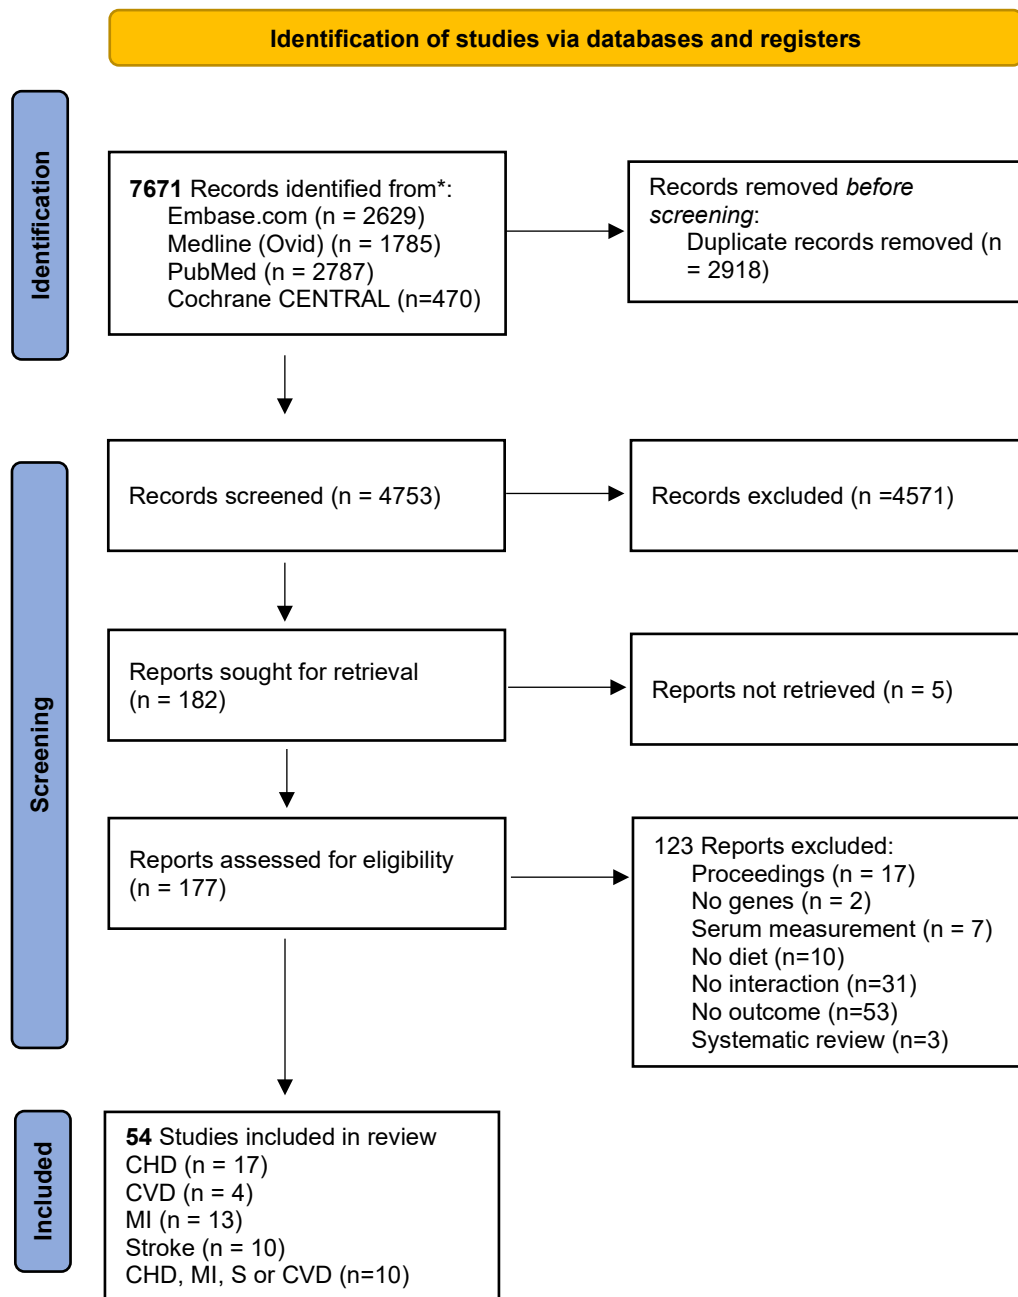 Identification of studies via databases and registers
Identification
7671 Records identified from*:
Embase.com (n = 2629)
Medline (Ovid) (n = 1785)
PubMed (n = 2787)
Cochrane CENTRAL (n=470)
Records removed before
screening:
Duplicate records removed (n
= 2918)
Screening
Records screened (n = 4753)
Records excluded (n =4571)
Reports sought for retrieval
(n = 182)
Reports not retrieved (n = 5)
Reports assessed for eligibility
(n = 177)
123 Reports excluded:
Proceedings (n = 17)
No genes (n = 2)
Serum measurement (n = 7)
No diet (n=10)
No interaction (n=31)
No outcome (n=53)
Systematic review (n=3)
Included
54 Studies included in review
CHD (n = 17)
CVD (n = 4)
MI (n = 13)
Stroke (n = 10)
CHD, MI, S or CVD (n=10)